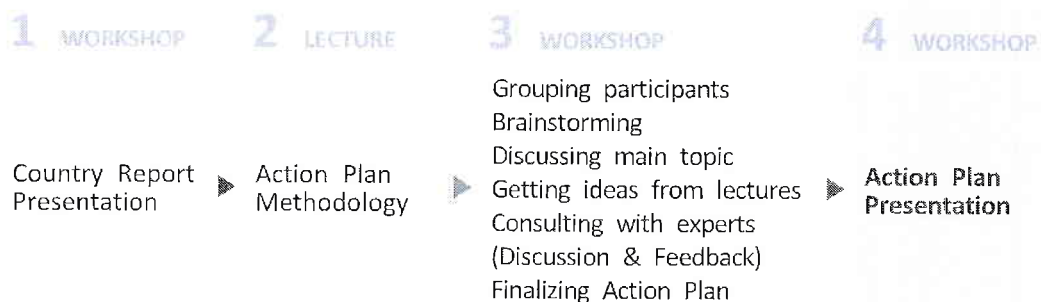 1 WORKSHOP
Country Report
Presentation
2 LECTURE
Action Plan
Methodology
3 WORKSHOP
Grouping participants
Brainstorming
Discussing main topic
Getting ideas from lectures
Consulting with experts
(Discussion & Feedback)
Finalizing Action Plan
4 WORKSHOP
Action Plan
Presentation